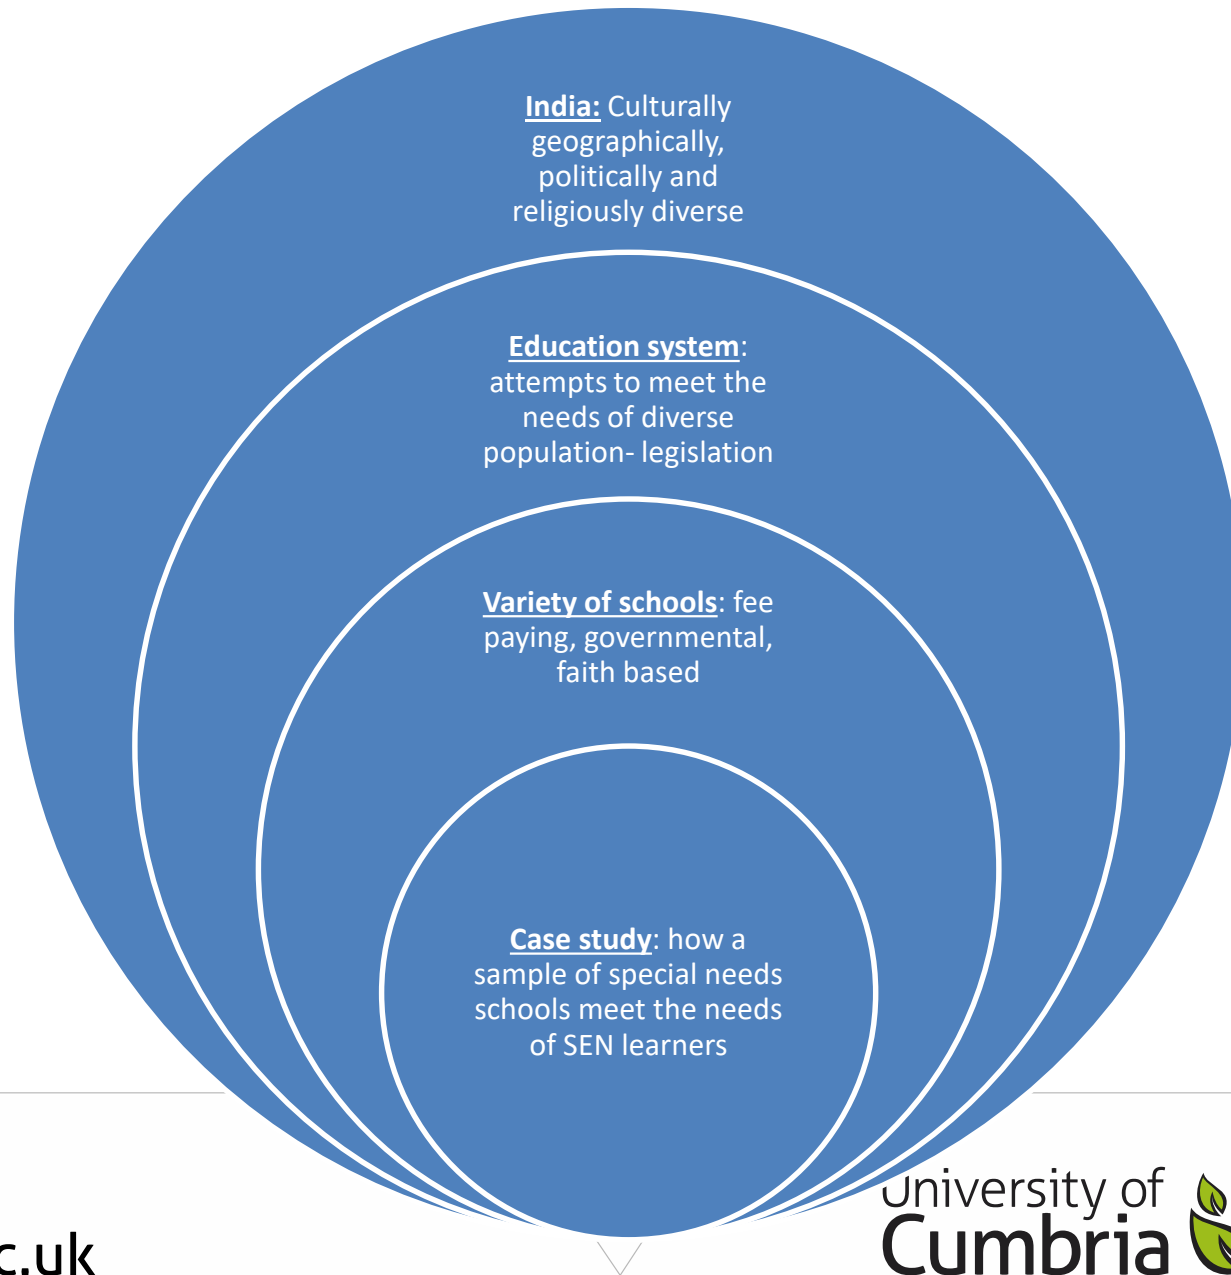 India: Culturally
geographically,
politically and
religiously diverse
Education system:
attempts to meet the
needs of diverse
population- legislation
Variety of schools: fee
paying, governmental,
faith based
Case study: how a
sample of special needs
schools meet the needs
of SEN learners
University of
Cumbria
c.uk